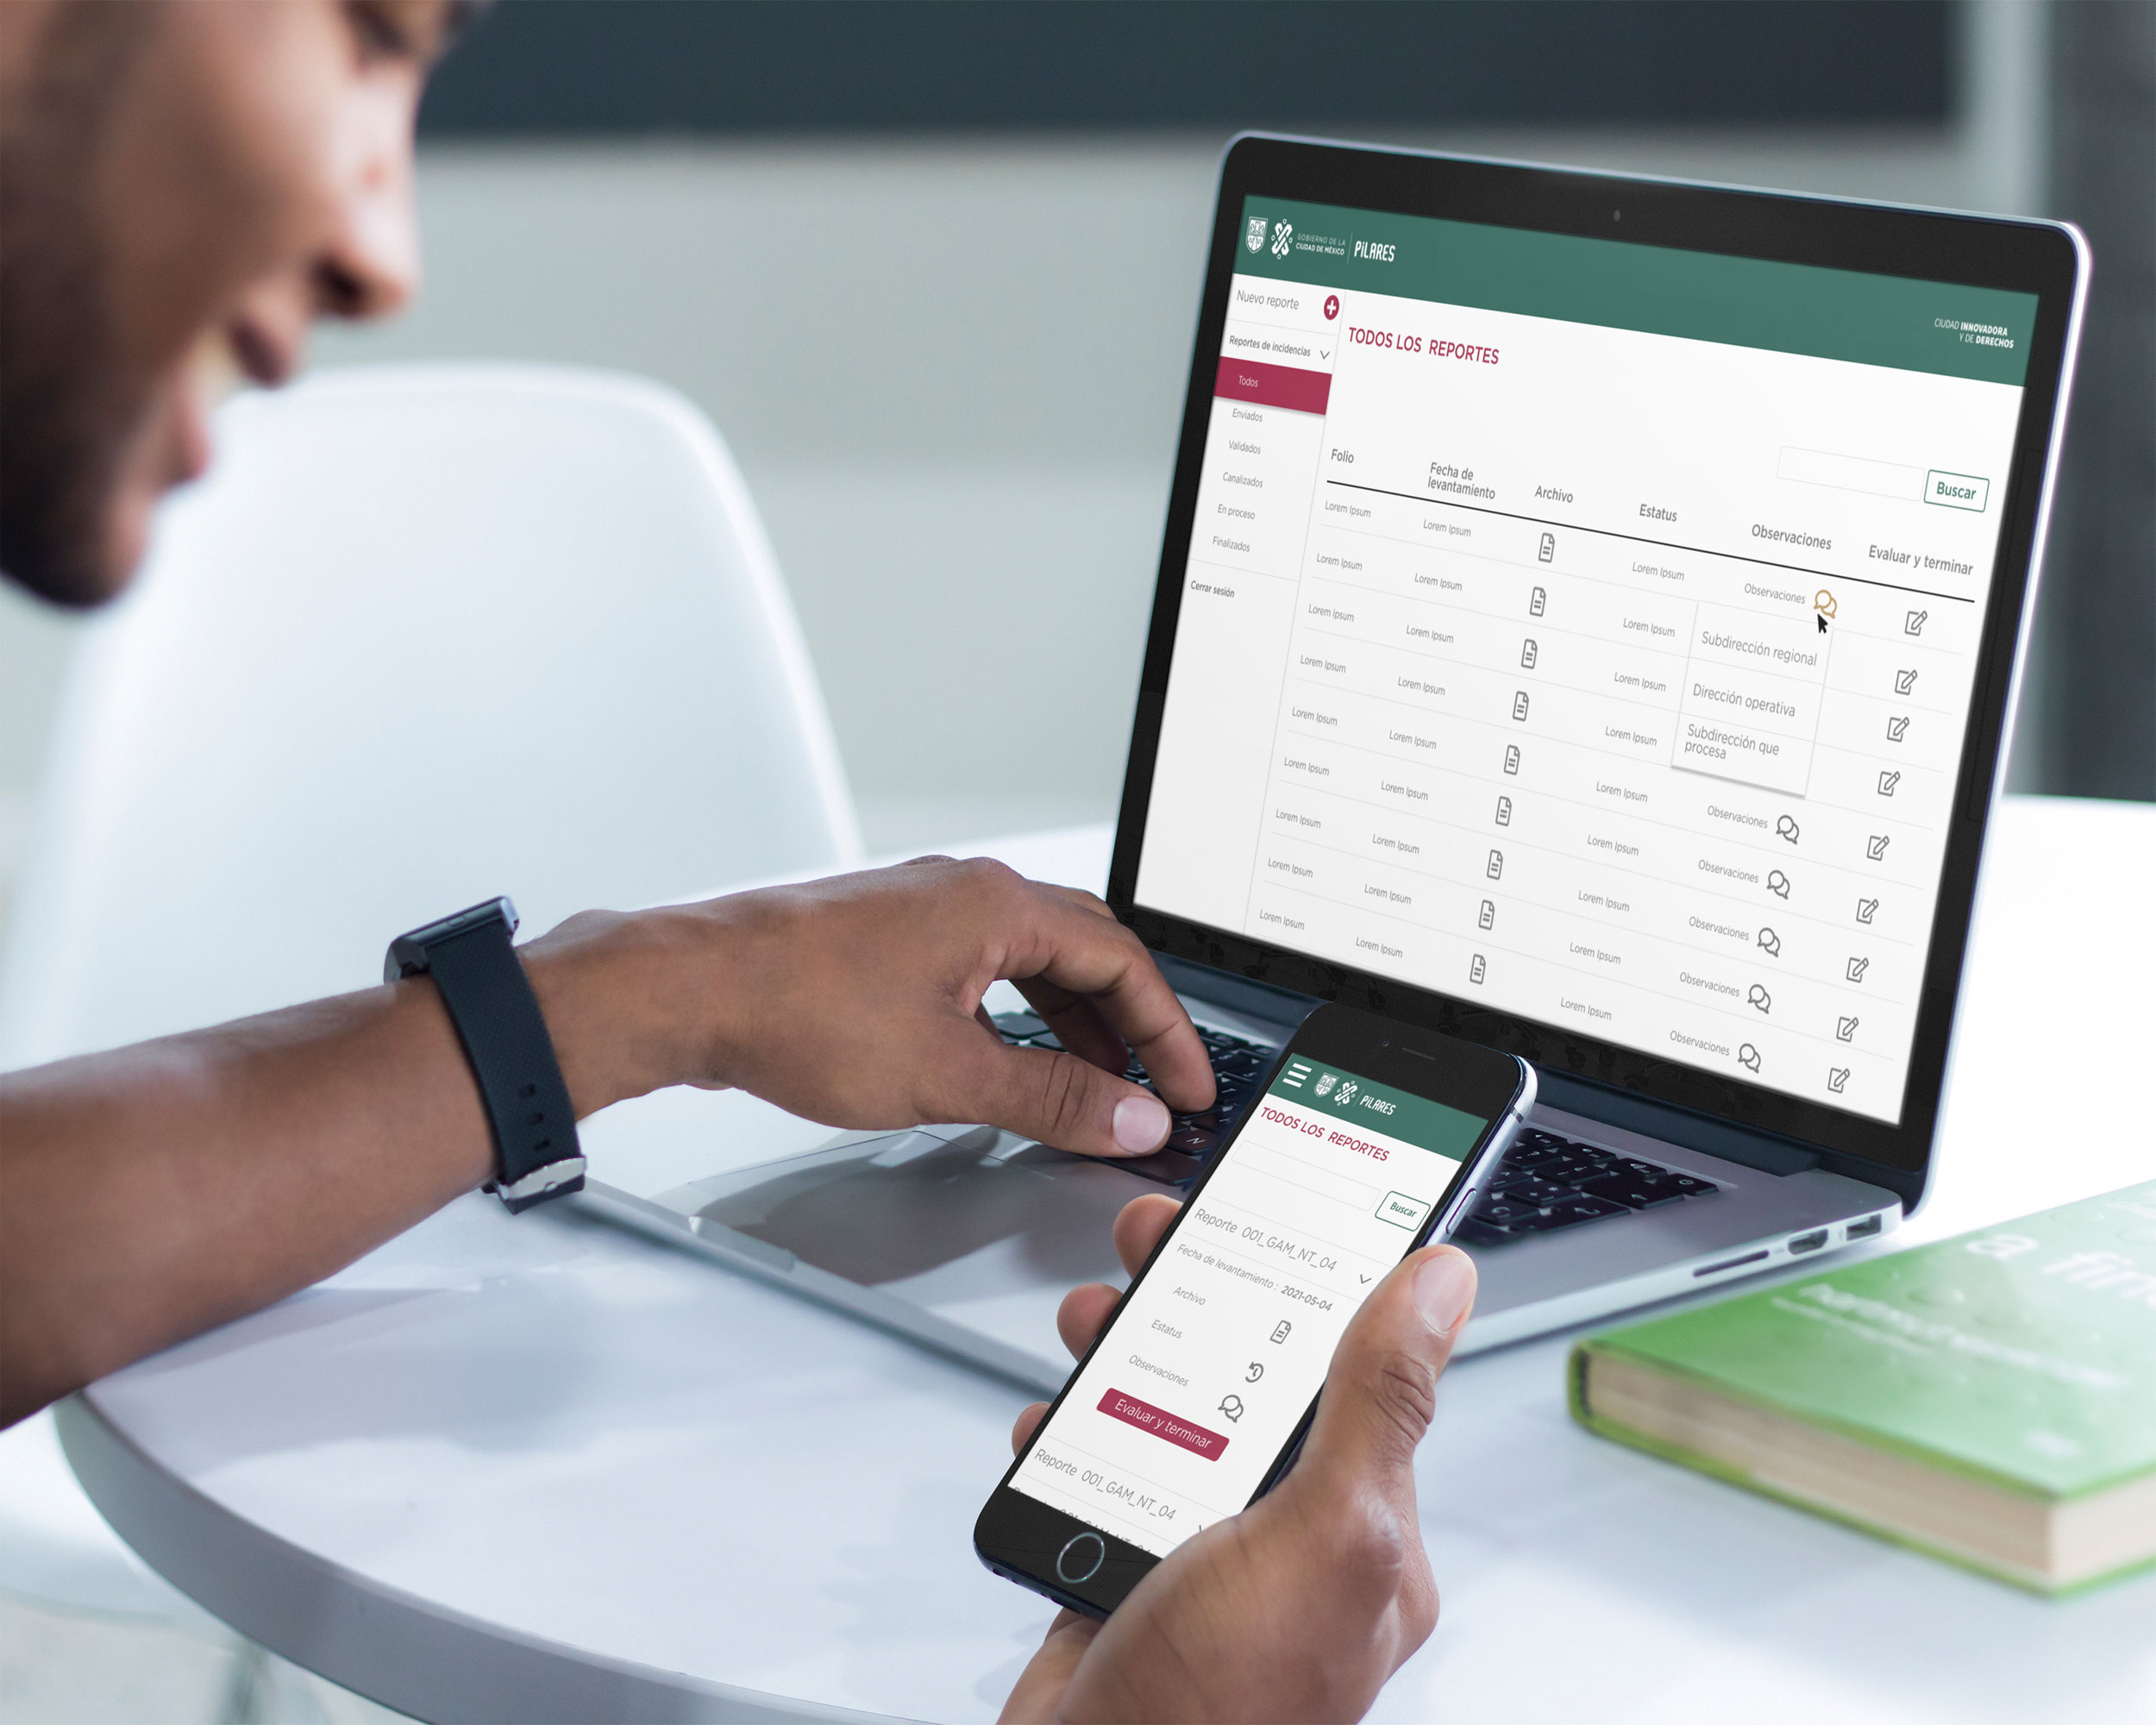 GOBIERNO DE LA
CIUDAD DE MÉXICO
PiLARES
CIUDAD INNOVADORA
Y DE DERECHOS
Nuevo reporte
Reportes de incidencias
Todos
Enviados
Validados
Canalizados
En proceso
Finalizados
Cerrar sesión
TODOS LOS REPORTES
Buscar
Folio
Fecha de
levantamiento
Archivo
Estatus
Observaciones
Evaluar y terminar
Lorem Ipsum Lorem Ipsum Lorem Ipsum Observaciones
Lorem Ipsum Lorem Ipsum Lorem Ipsum
Lorem Ipsum Lorem Ipsum Lorem Ipsum
Lorem Ipsum Lorem Ipsum Lorem Ipsum
Subdirección regional
Dirección operativa
Subdirección que
procesa
Lorem Ipsum Lorem Ipsum Lorem Ipsum Observaciones
Lorem Ipsum Lorem Ipsum Lorem Ipsum Observaciones
Lorem Ipsum Lorem Ipsum Lorem Ipsum Observaciones
Lorem Ipsum Lorem Ipsum Lorem Ipsum Observaciones
Lorem Ipsum Lorem Ipsum Lorem Ipsum Observaciones
PiLARES
TODOS LOS REPORTES
Buscar
Reporte 001_GAM_NT_04
Fecha de levantamiento : 2021-05-04
Archivo
Estatus
Observaciones
Evaluar y terminar
Reporte 001_GAM_NT_04
N